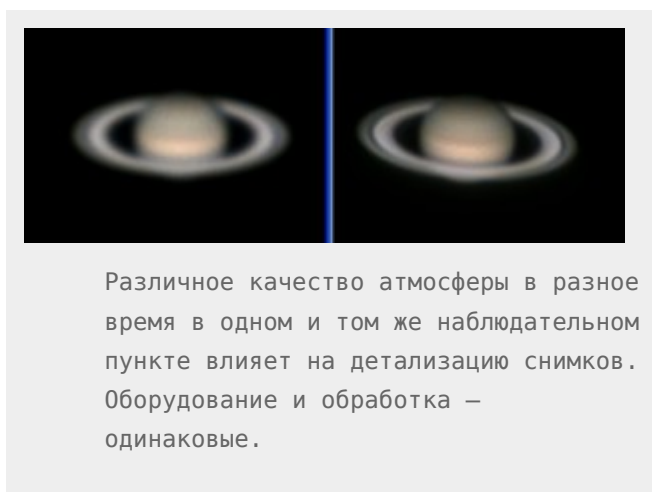 Различное качество атмосферы в разное
время в одном и том же наблюдательном
пункте влияет на детализацию снимков.
Оборудование и обработка —
одинаковые.